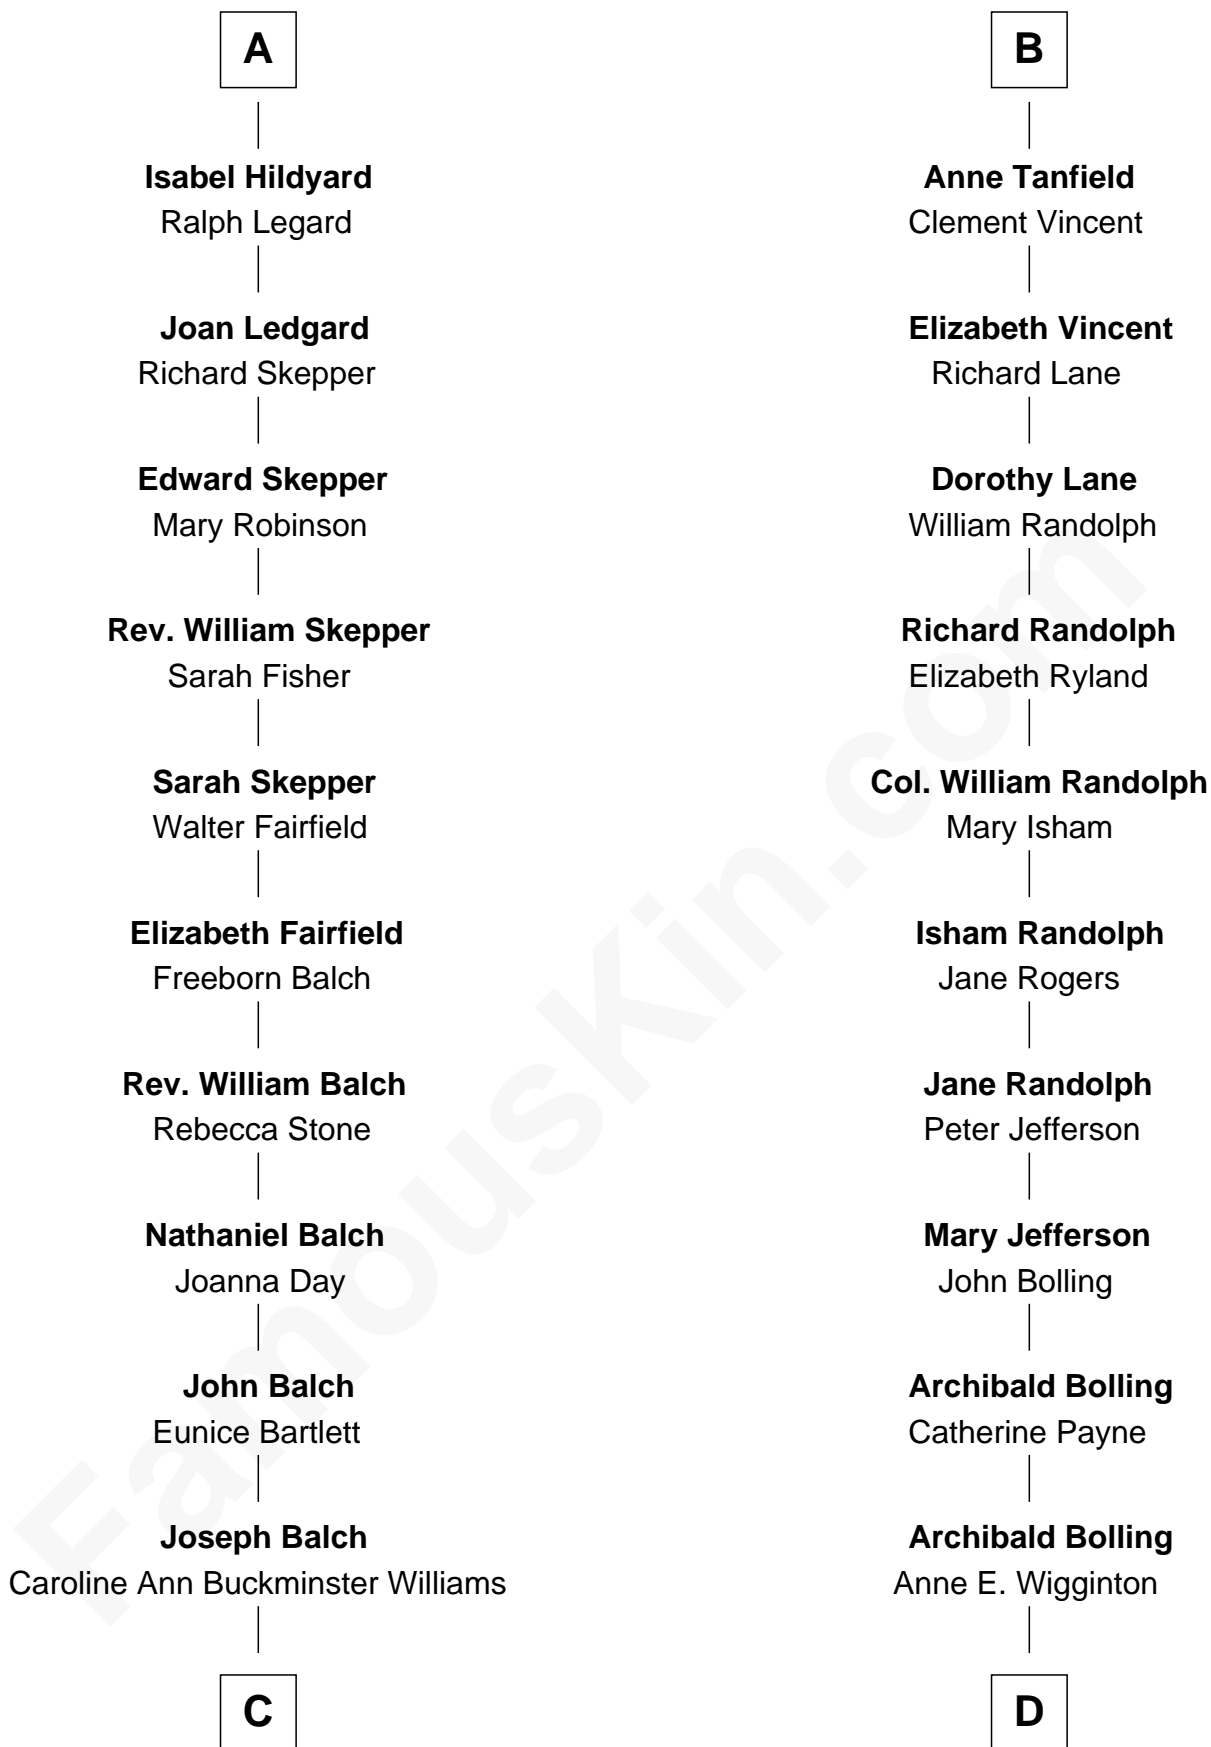 A
Isabel Hildyard
Ralph Legard
Joan Ledgard
Richard Skepper
Edward Skepper
Mary Robinson
Rev. William Skepper
Sarah Fisher
Sarah Skepper
Walter Fairfield
Elizabeth Fairfield
Freeborn Balch
Rev. William Balch
Rebecca Stone
Nathaniel Balch
Joanna Day
John Balch
Eunice Bartlett
Joseph Balch
Caroline Ann Buckminster Williams
C
B
Anne Tanfield
Clement Vincent
Elizabeth Vincent
Richard Lane
Dorothy Lane
William Randolph
Richard Randolph
Elizabeth Ryland
Col. William Randolph
Mary Isham
Isham Randolph
Jane Rogers
Jane Randolph
Peter Jefferson
Mary Jefferson
John Bolling
Archibald Bolling
Catherine Payne
Archibald Bolling
Anne E. Wigginton
D
FamousKin.com